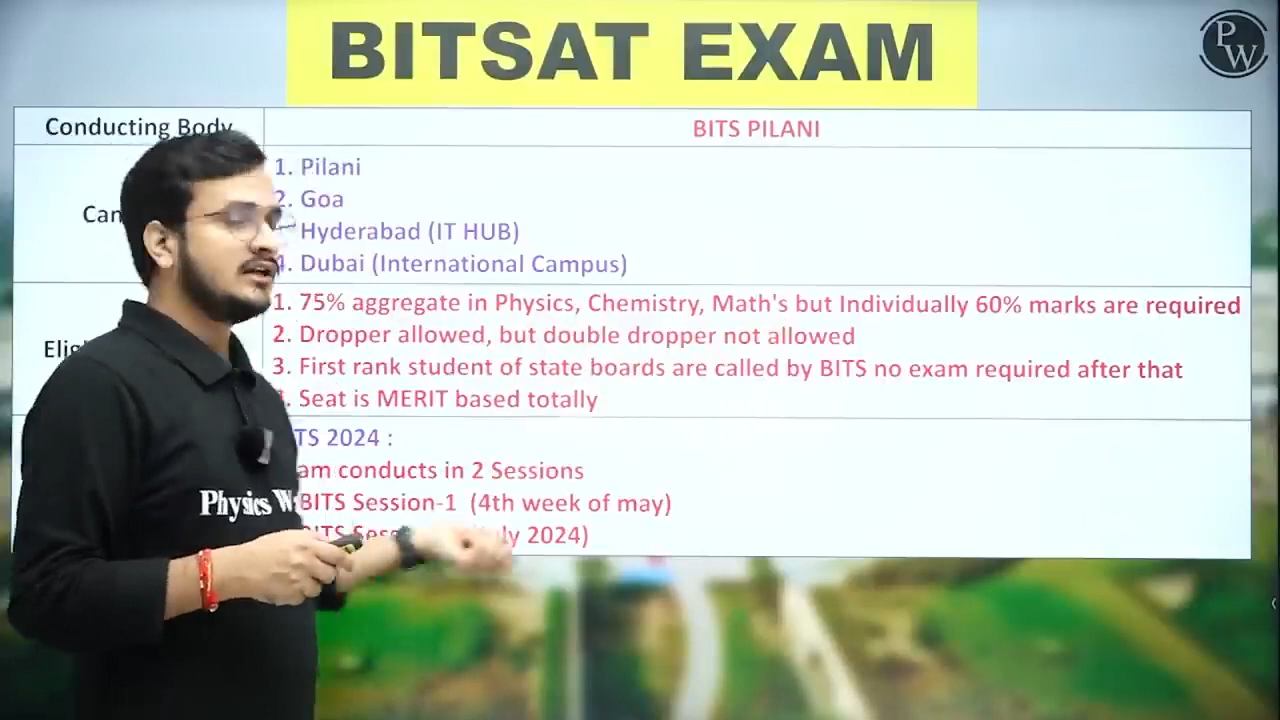 BITSAT EXAM
PW
Conducting Body
BITS PILANI
1. Pilani
2. Goa
Hyderabad (IT HUB)
4. Dubai (International Campus)
1. 75% aggregate in Physics, Chemistry, Math's but Individually 60% marks are required
2. Dropper allowed, but double dropper not allowed
3. First rank student of state boards are called by BITS no exam required after that
Seat is MERIT based totally
2024 :
conducts in 2 Sessions
BITS Session-1 (4th week of may)
2024)
Physics